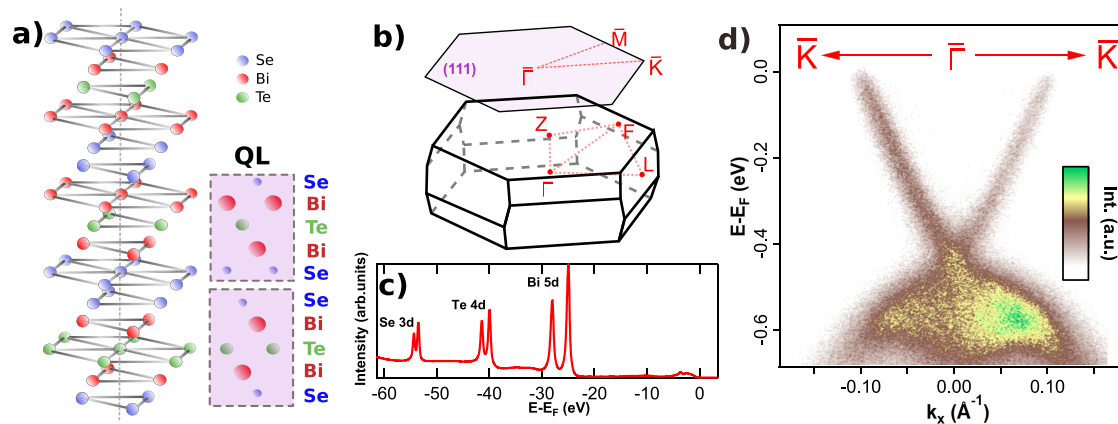 a)
Se
Bi
Te
QL
Se
Bi
Te
Bi
Se
Se
Bi
Te
Bi
Se
b)
(111)
M̅
K̅
Γ̅
Z
F
Γ
L
c)
Intensity (arb.units)
Se 3d
Te 4d
Bi 5d
-60 -50 -40 -30 -20 -10 0
E-E_F (eV)
d)
K̅ Γ̅ K̅
E-E_F (eV)
0.0
-0.2
-0.4
-0.6
Int. (a.u.)
-0.10 0.00 0.10
k_x (Å⁻¹)